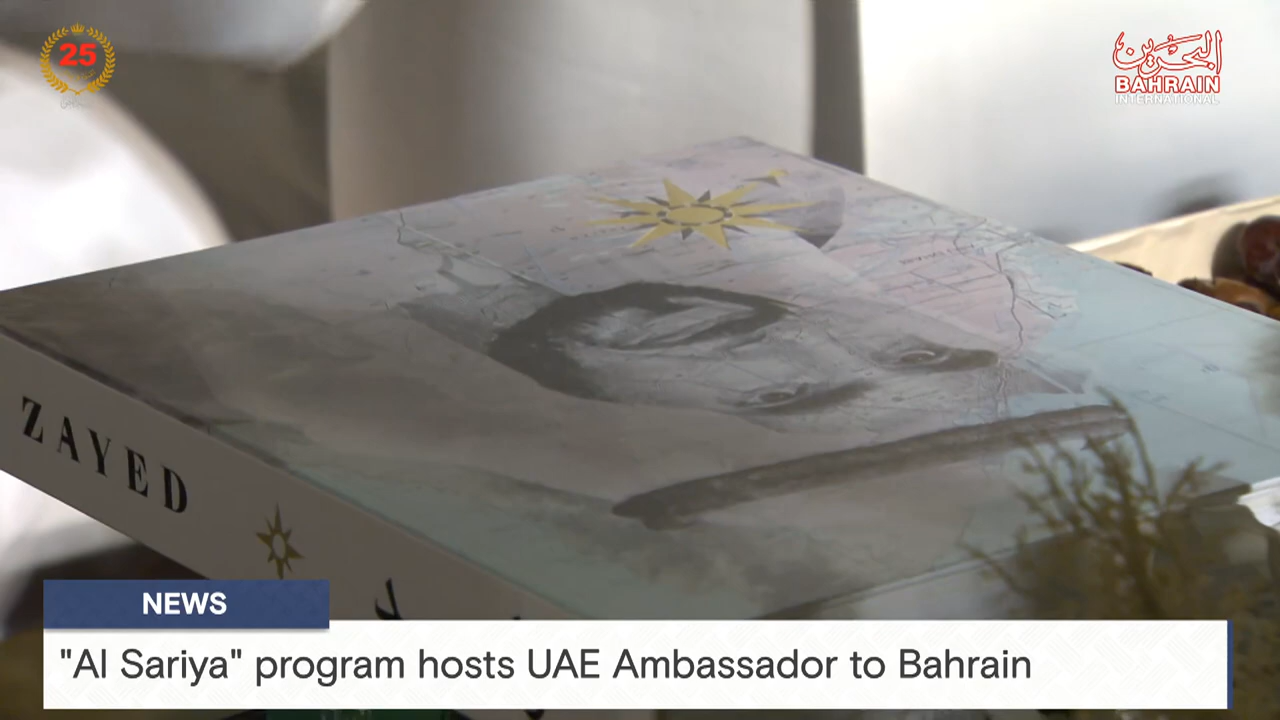 25
البحرين
BAHRAIN
INTERNATIONAL
ZAYED
NEWS
"Al Sariya" program hosts UAE Ambassador to Bahrain